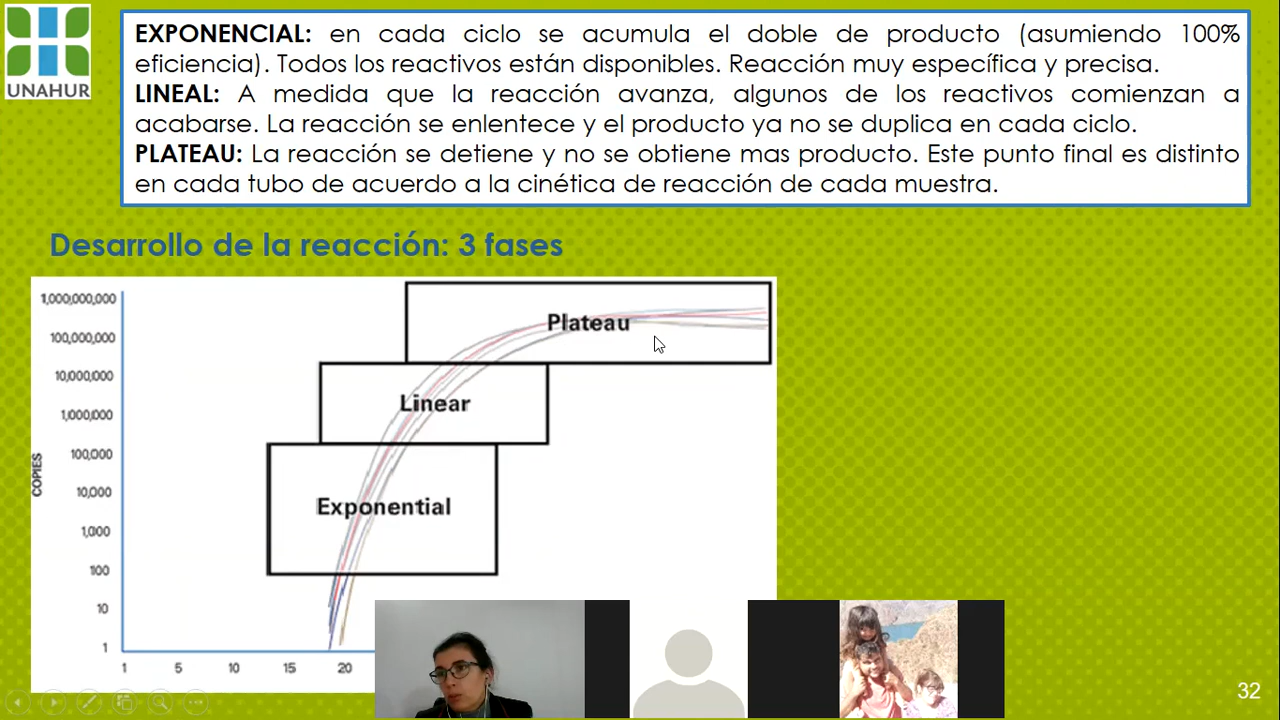 EXPONENCIAL: en cada ciclo se acumula el doble de producto (asumiendo 100%
eficiencia). Todos los reactivos están disponibles. Reacción muy específica y precisa.
LINEAL: A medida que la reacción avanza, algunos de los reactivos comienzan a
acabarse. La reacción se enlentece y el producto ya no se duplica en cada ciclo.
PLATEAU: La reacción se detiene y no se obtiene mas producto. Este punto final es distinto
en cada tubo de acuerdo a la cinética de reacción de cada muestra.
UNAHUR
Desarrollo de la reacción: 3 fases
1,000,000,000
100,000,000
10,000,000
1,000,000
100,000
10,000
1,000
100
10
1
COPIES
Plateau
Linear
Exponential
1 5 10 15 20
32